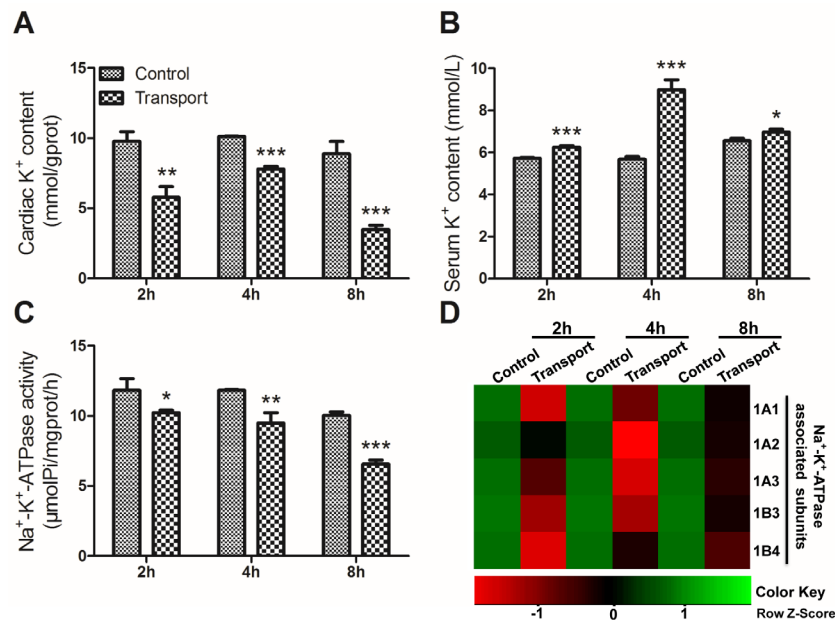 A
Cardiac K⁺ content
(mmol/gprot)
15
10
5
0
Control
Transport
**
***
***
2h
4h
8h
B
Serum K⁺ content (mmol/L)
10
8
6
4
2
0
***
***
*
2h
4h
8h
C
Na⁺-K⁺-ATPase activity
(μmolPi/mgprot/h)
15
10
5
0
*
**
***
2h
4h
8h
D
2h
4h
8h
Control
Transport
Control
Transport
Control
Transport
1A1
1A2
1A3
1B3
1B4
Na⁺-K⁺-ATPase
associated subunits
Color Key
-1
0
1
Row Z-Score